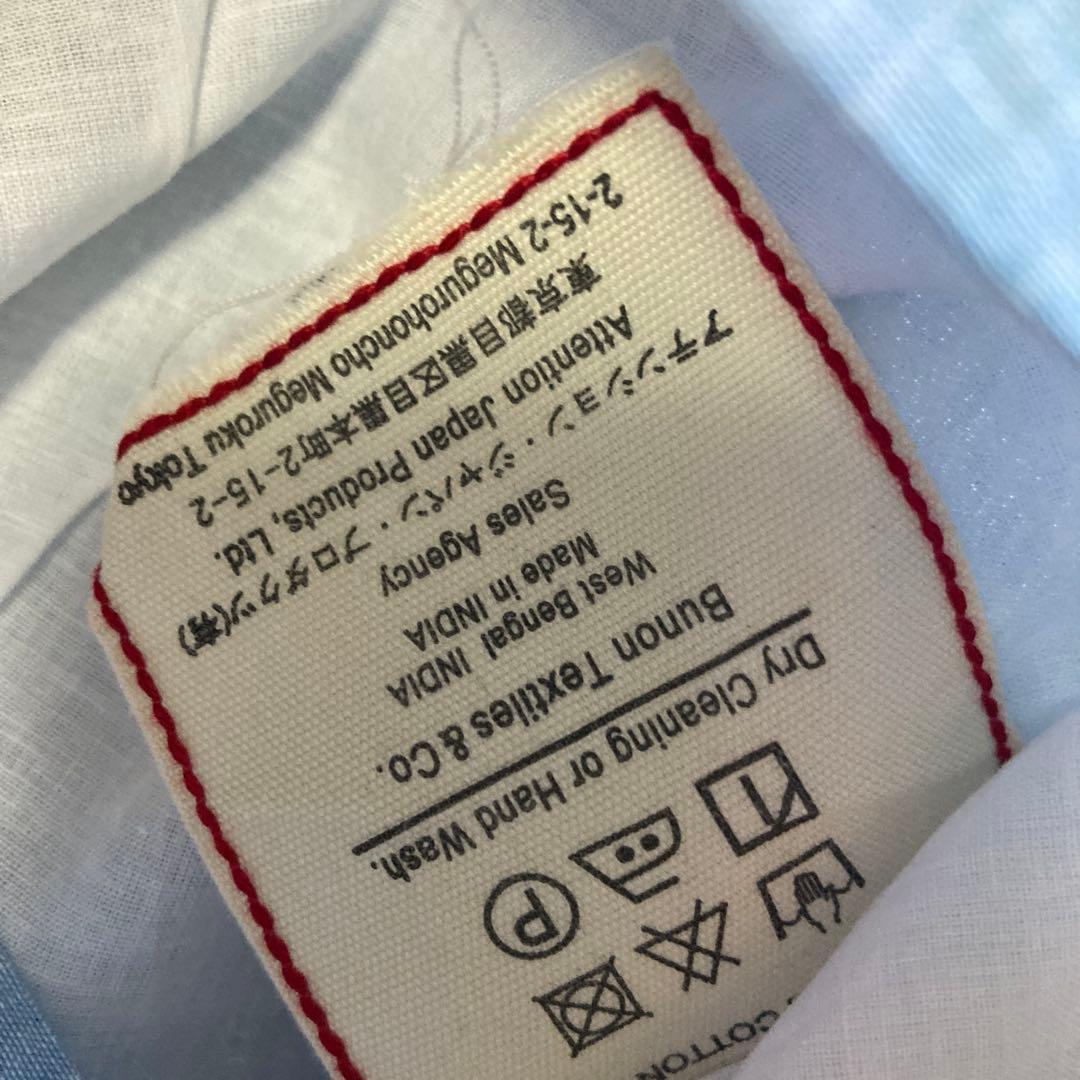 COTTON
Dry Cleaning or Hand Wash.
Bunon Textiles & Co.
West Bengal INDIA
Made in INDIA
Sales Agency
アテンション・ジャパン・プロダクツ(有)
Attention Japan Products, Ltd.
東京都目黒区目黒本町2-15-2
2-15-2 Megurohoncho Meguroku Tokyo